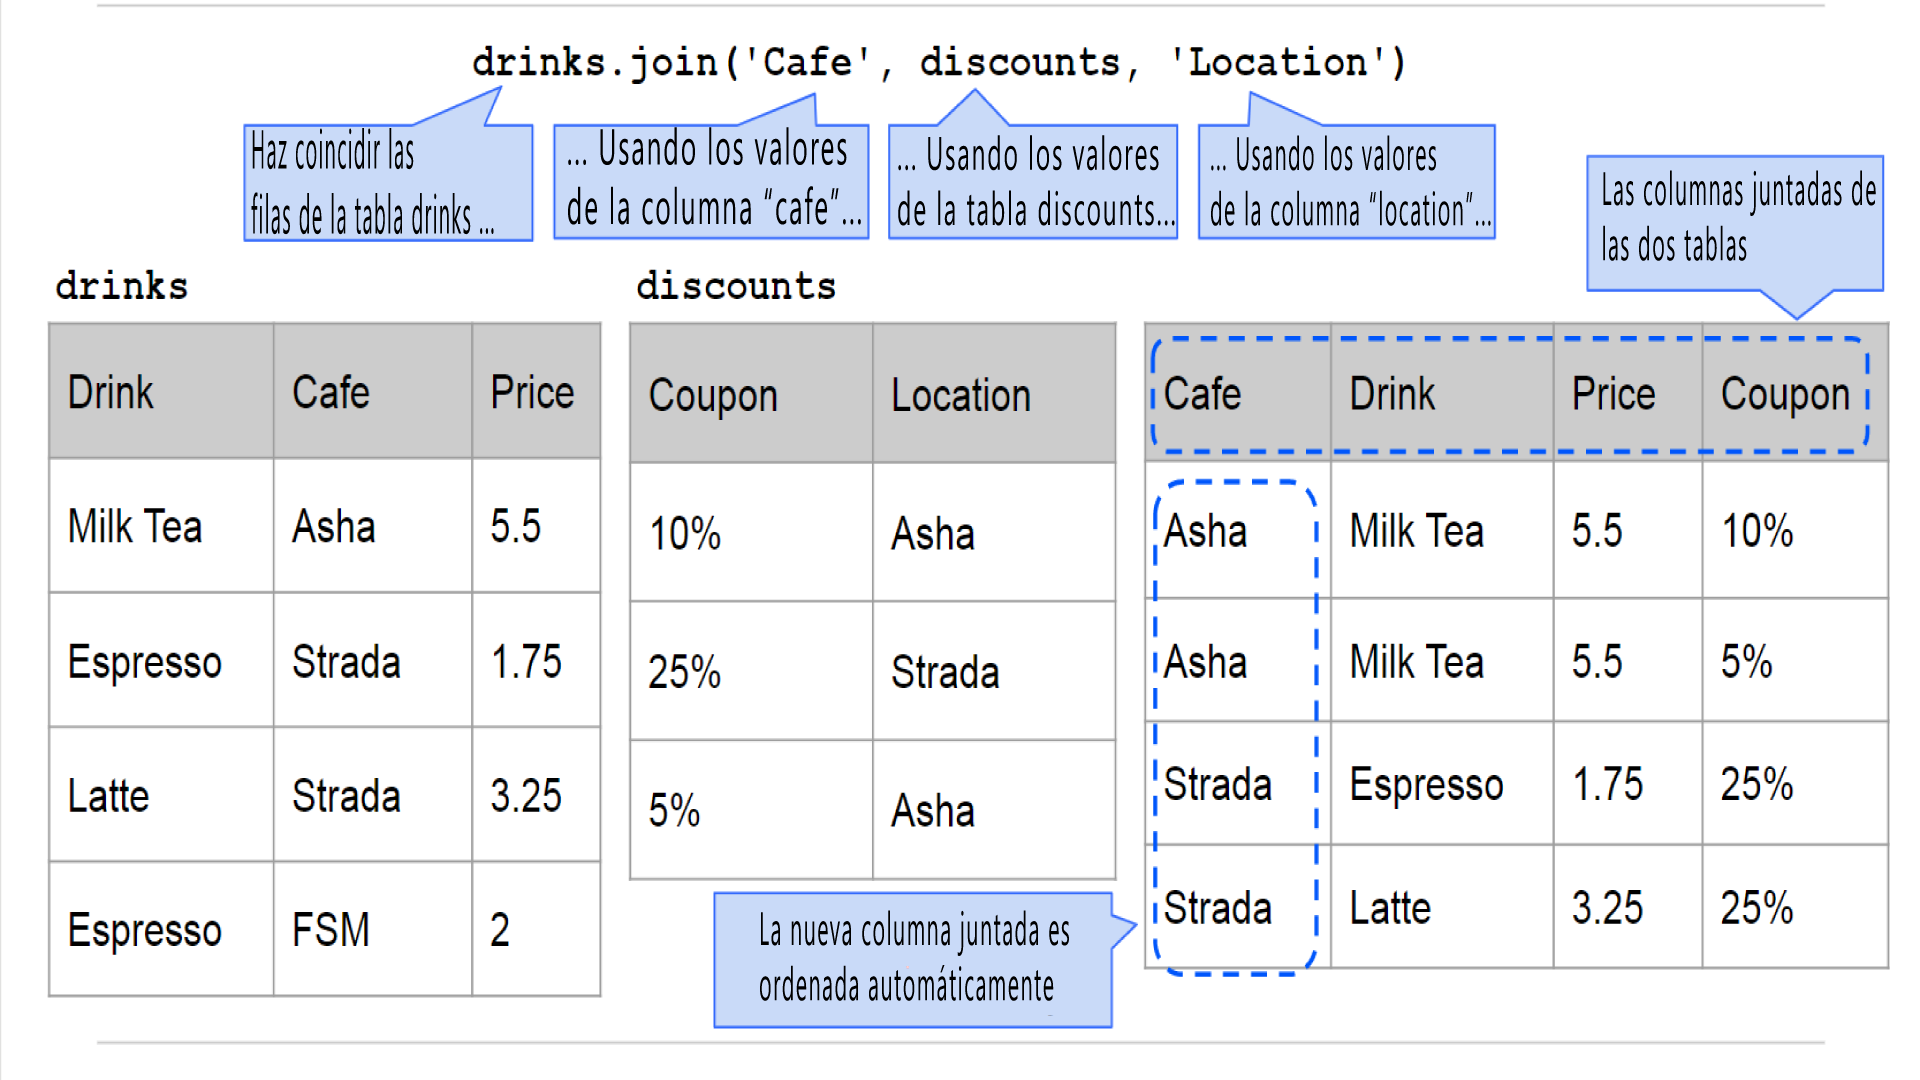 drinks.join('Cafe', discounts, 'Location')
Haz coincidir las
filas de la tabla drinks ...
... Usando los valores
de la columna “cafe”...
... Usando los valores
de la tabla discounts...
... Usando los valores
de la columna “location”...
Las columnas juntadas de
las dos tablas
drinks
Drink Cafe Price
Milk Tea Asha 5.5
Espresso Strada 1.75
Latte Strada 3.25
Espresso FSM 2
discounts
Coupon Location
10% Asha
25% Strada
5% Asha
Cafe Drink Price Coupon
Asha Milk Tea 5.5 10%
Asha Milk Tea 5.5 5%
Strada Espresso 1.75 25%
Strada Latte 3.25 25%
La nueva columna juntada es
ordenada automáticamente